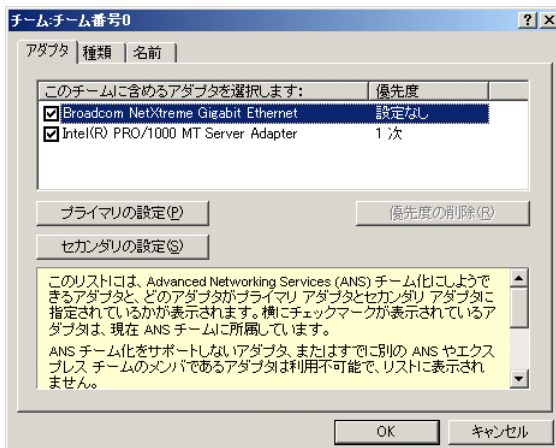 チーム:チーム番号0
アダプタ 種類 名前
このチームに含めるアダプタを選択します: 優先度
Broadcom NetXtreme Gigabit Ethernet 設定なし
Intel(R) PRO/1000 MT Server Adapter 1 次
プライマリの設定(P) 優先度の削除(R)
セカンダリの設定(S)
このリストには、Advanced Networking Services (ANS) チーム化にしようで
きるアダプタと、どのアダプタがプライマリ アダプタとセカンダリ アダプタに
指定されているかが表示されます。横にチェックマークが表示されているア
ダプタは、現在 ANS チームに所属しています。
ANS チーム化をサポートしないアダプタ、またはすでに別の ANS やエクス
プレス チームのメンバであるアダプタは利用不可能で、リストに表示され
ません。
OK キャンセル